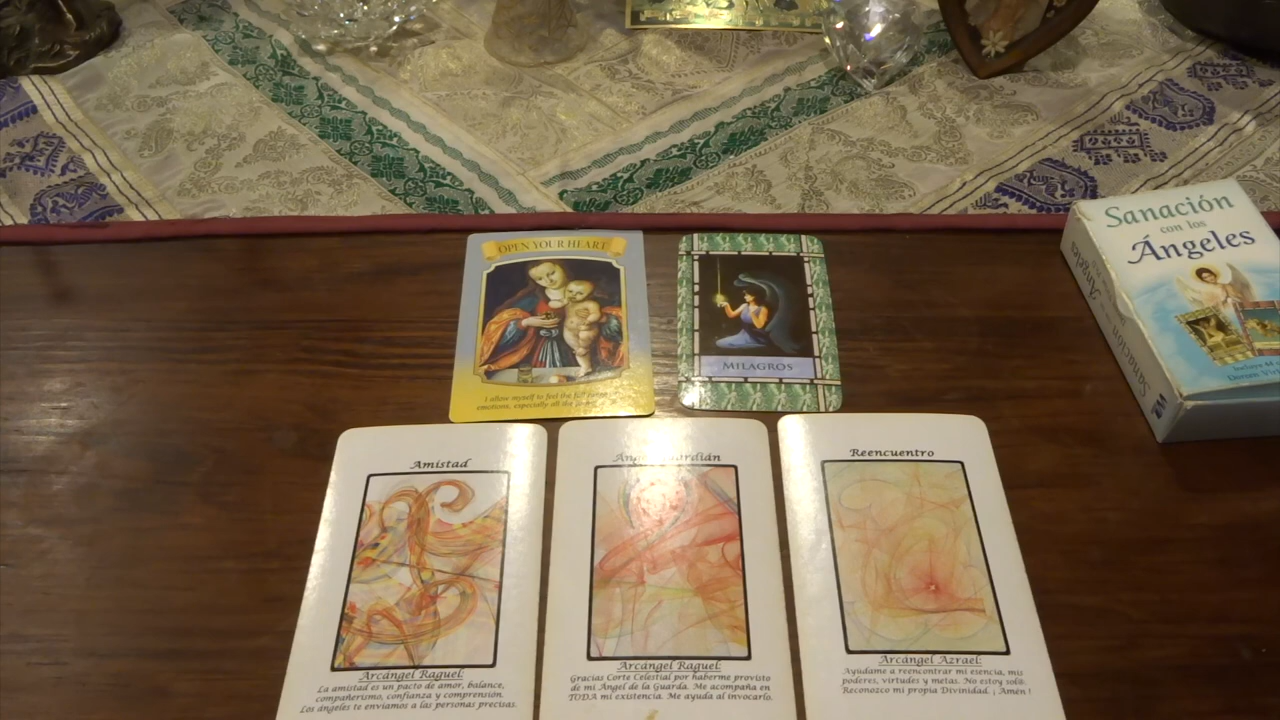 OPEN YOUR HEART
I allow myself to feel the full
emotions, especially all the
MILAGROS
Sanación
con los
Ángeles
Sanación
Ángeles
Amistad
Arcángel Raguel:
La amistad es un pacto de amor, balance,
compañerismo, confianza y comprensión.
Los ángeles te enviamos a las personas precisas.
Arcángel Raguel:
Gracias Corte Celestial por haberme provisto
de mi Angel de la Guarda. Me acompaña en
TODA mi existencia. Me ayuda al invocarlo.
Reencuentro
Arcángel Azrael:
Ayúdame a reencontrar mi esencia, mis
poderes, virtudes y metas. No estoy solo.
Reconozco mi propia Divinidad. ¡ Amén !